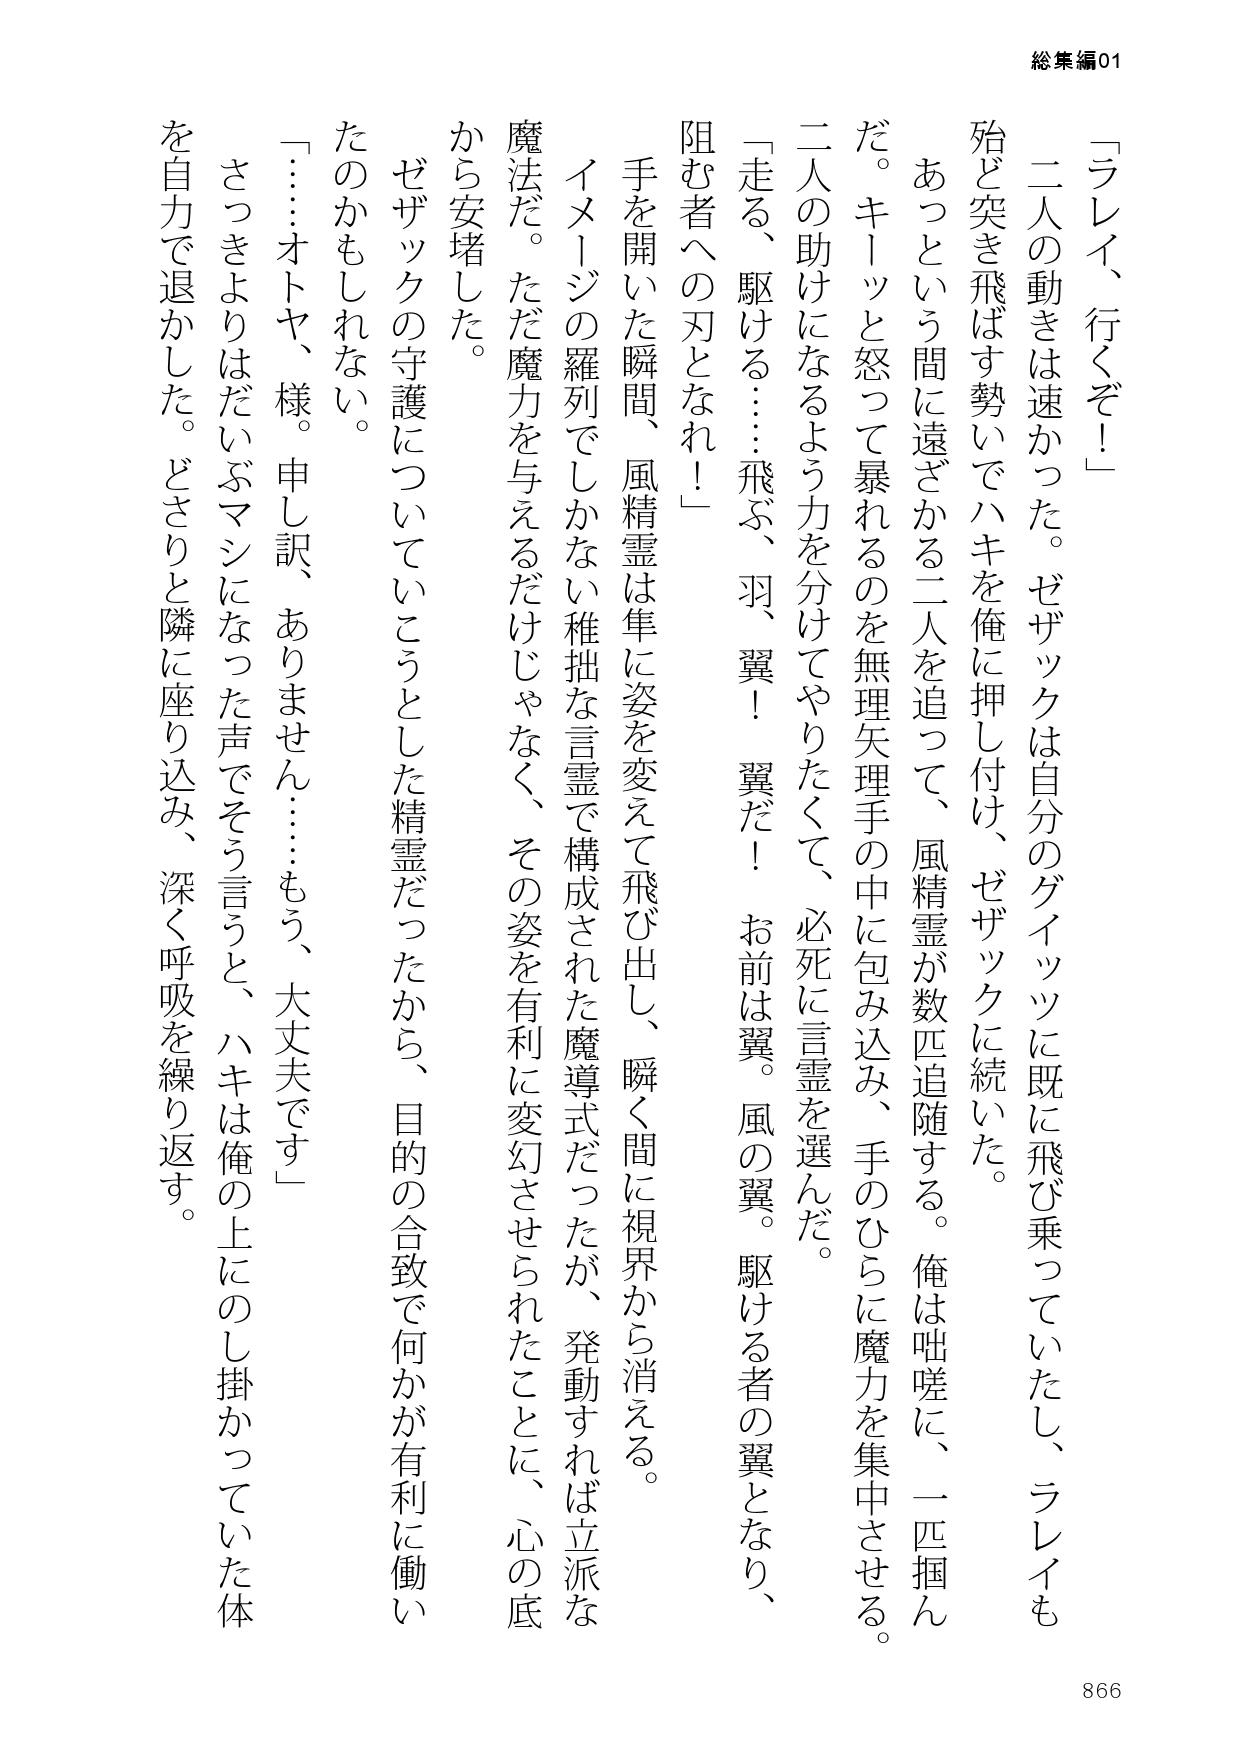 総集編01
「ラレイ、行くぞ！」
　二人の動きは速かった。ゼザックは自分のグイッツに既に飛び乗っていたし、ラレイも
殆ど突き飛ばす勢いでハキを俺に押し付け、ゼザックに続いた。
　あっという間に遠ざかる二人を追って、風精霊が数匹追随する。俺は咄嗟に、一匹掴ん
だ。キーッと怒って暴れるのを無理矢理手の中に包み込み、手のひらに魔力を集中させる。
二人の助けになるよう力を分けてやりたくて、必死に言霊を選んだ。
「走る、駆ける……飛ぶ、羽、翼！　翼だ！　お前は翼。風の翼。駆ける者の翼となり、
阻む者への刃となれ！」
　手を開いた瞬間、風精霊は隼に姿を変えて飛び出し、瞬く間に視界から消える。
　イメージの羅列でしかない稚拙な言霊で構成された魔導式だったが、発動すれば立派な
魔法だ。ただ魔力を与えるだけじゃなく、その姿を有利に変幻させられたことに、心の底
から安堵した。
　ゼザックの守護についていこうとした精霊だったから、目的の合致で何かが有利に働い
たのかもしれない。
「……オトヤ、様。申し訳、ありません……もう、大丈夫です」
　さっきよりはだいぶマシになった声でそう言うと、ハキは俺の上にのし掛かっていた体
を自力で退かした。どさりと隣に座り込み、深く呼吸を繰り返す。
866